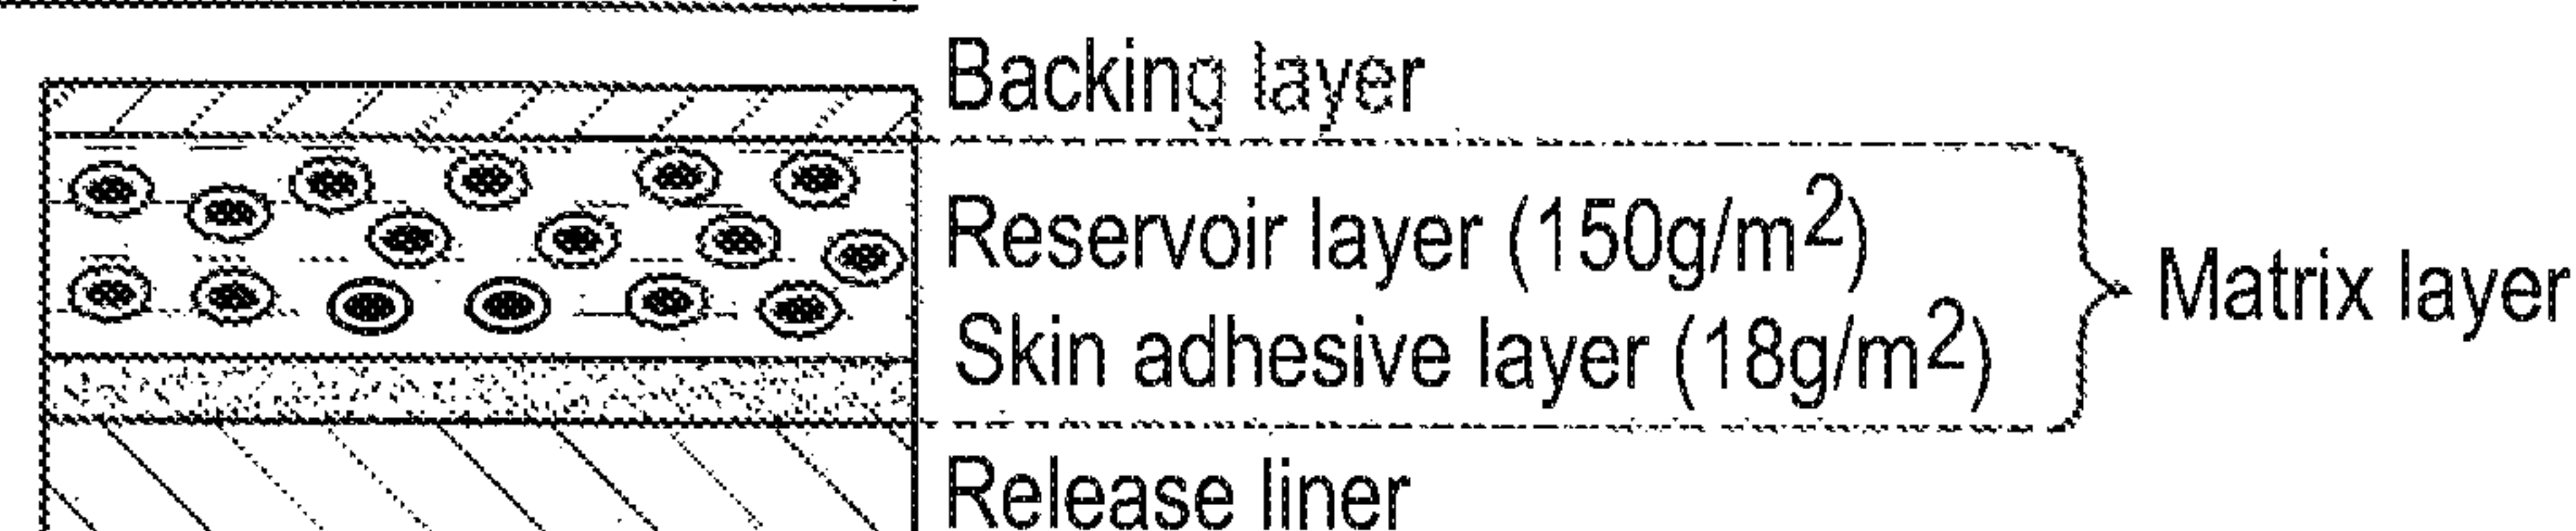 Backing layer
Reservoir layer (150g/m²)
Skin adhesive layer (18g/m²)
Matrix layer
Release liner